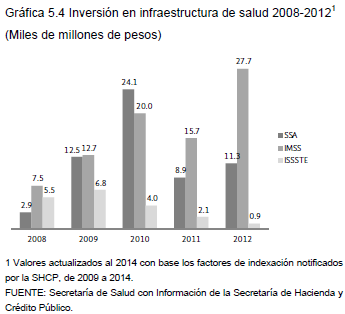 Gráfica 5.4 Inversión en infraestructura de salud 2008-2012¹
(Miles de millones de pesos)
2.9 7.5 5.5
12.5 12.7 6.8
24.1 20.0 4.0
8.9 15.7 2.1
11.3 27.7 0.9
SSA
IMSS
ISSSTE
2008 2009 2010 2011 2012
1 Valores actualizados al 2014 con base los factores de indexación notificados
por la SHCP, de 2009 a 2014.
FUENTE: Secretaría de Salud con Información de la Secretaría de Hacienda y
Crédito Público.